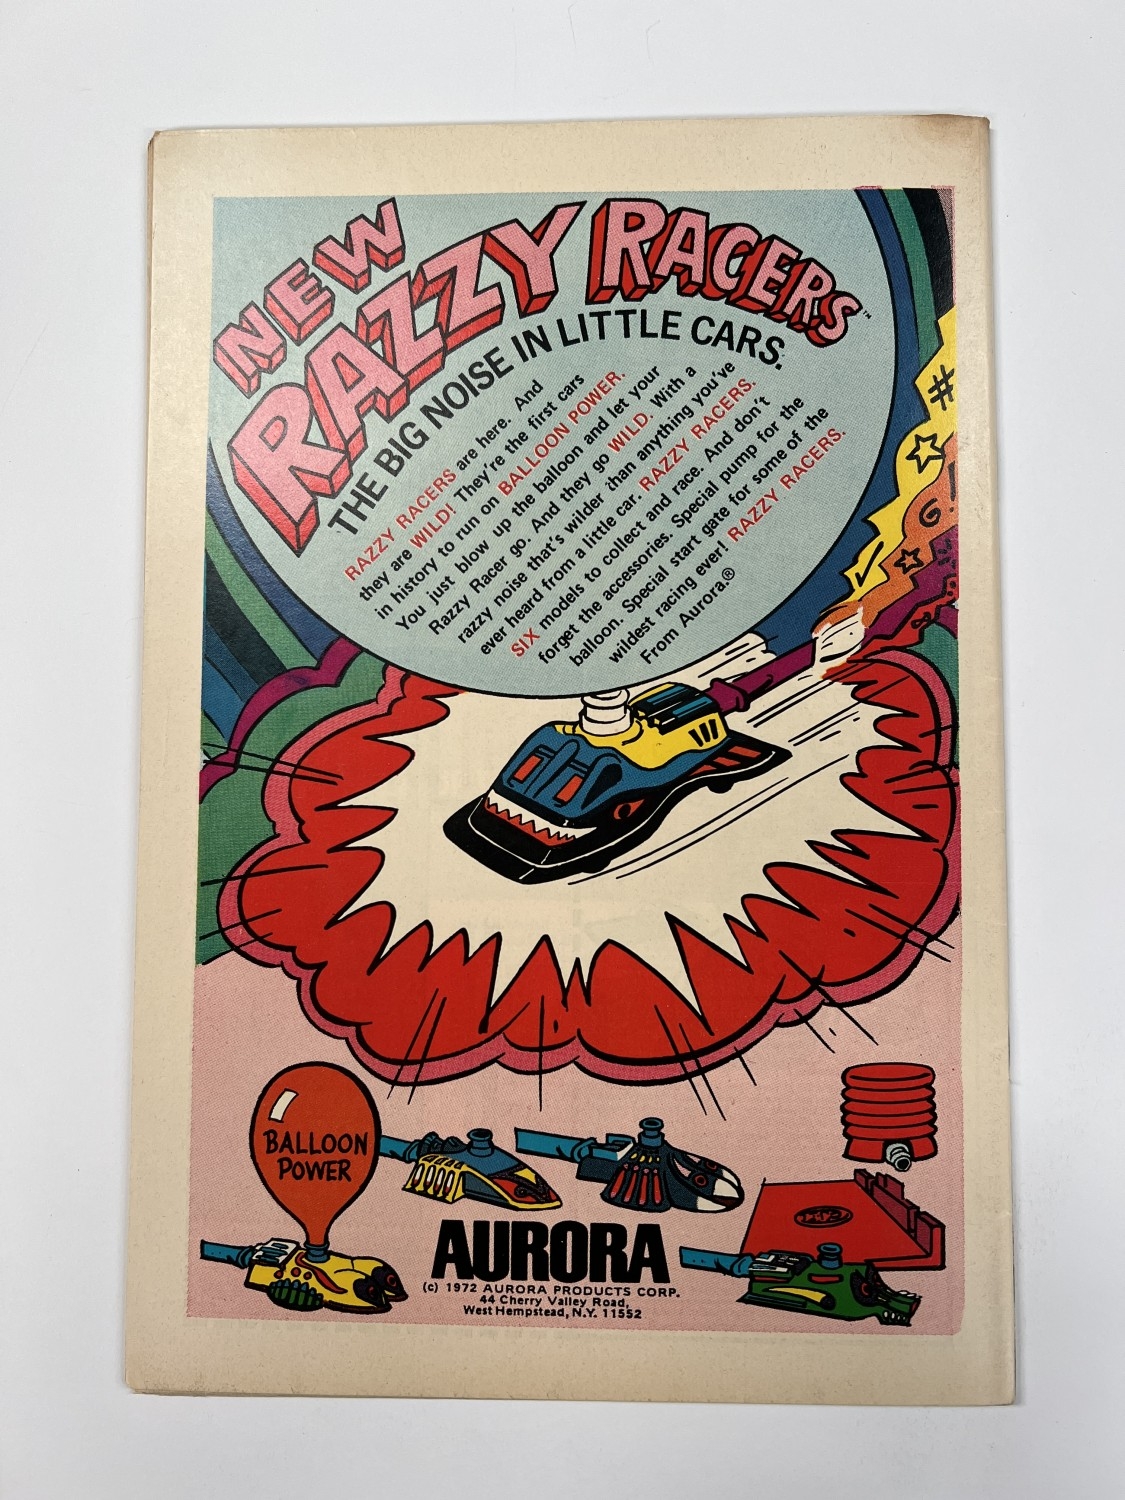 NEW
RAZZY RACERS™
THE BIG NOISE IN LITTLE CARS.
RAZZY RACERS are here. And
they are WILD! They're the first cars
in history to run on BALLOON POWER.
You just blow up the balloon and let your
Razzy Racer go. And they go WILD. With a
razzy noise that's wilder than anything you've
ever heard from a little car. RAZZY RACERS.
SIX models to collect and race. And don't
forget the accessories. Special pump for the
balloon. Special start gate for some of the
wildest racing ever! RAZZY RACERS.
From Aurora.®
BALLOON
POWER
AURORA
(c) 1972 AURORA PRODUCTS CORP.
44 Cherry Valley Road,
West Hempstead, N.Y. 11552